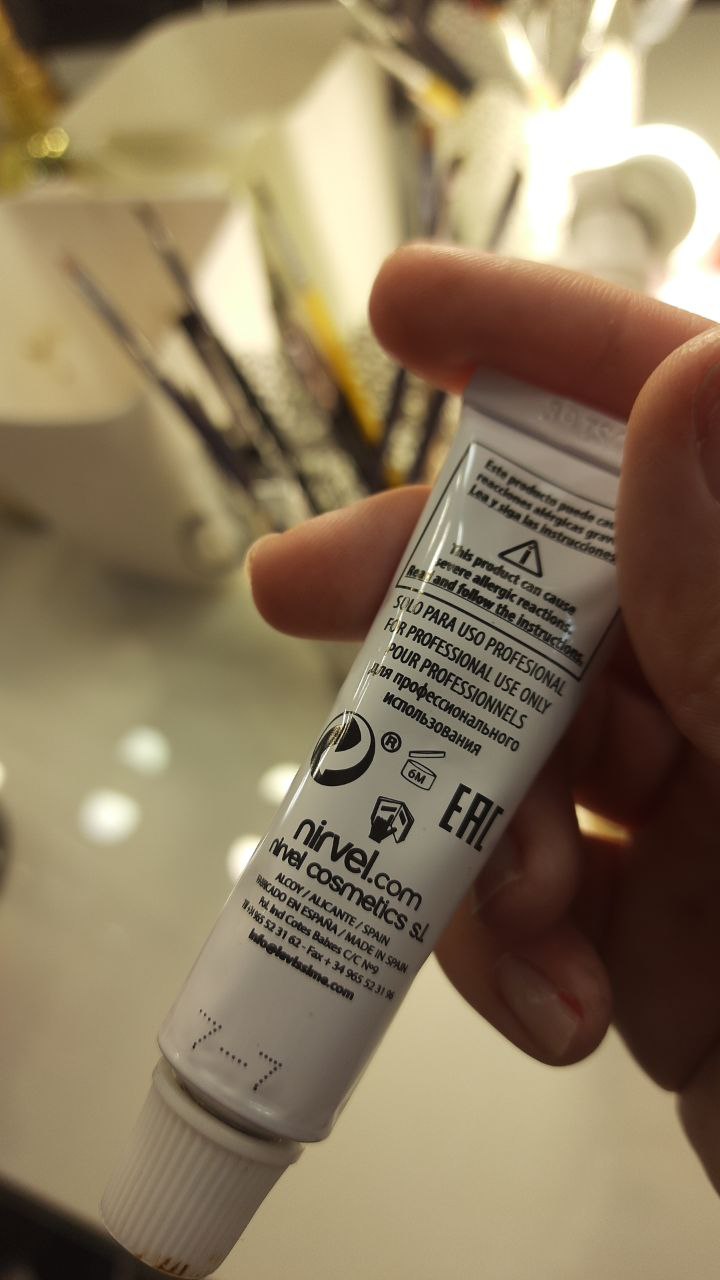 Este producto puede
reacciones alérgicas
Lea y siga las instrucciones
This product can cause
severe allergic reactions.
Read and follow the instructions.
SOLO PARA USO PROFESIONAL
FOR PROFESSIONAL USE ONLY
POUR PROFESSIONNELS
для профессионального
использования
®
6M
EAC
nirvel.com
nirvel cosmetics s.l.
ALCOY / ALICANTE / SPAIN
FABRICADO EN ESPAÑA / MADE IN SPAIN
Pol. Ind Cotes Baixes C/C Nº9
965 52 31 62 - Fax + 34 965 52 31 96
7---7